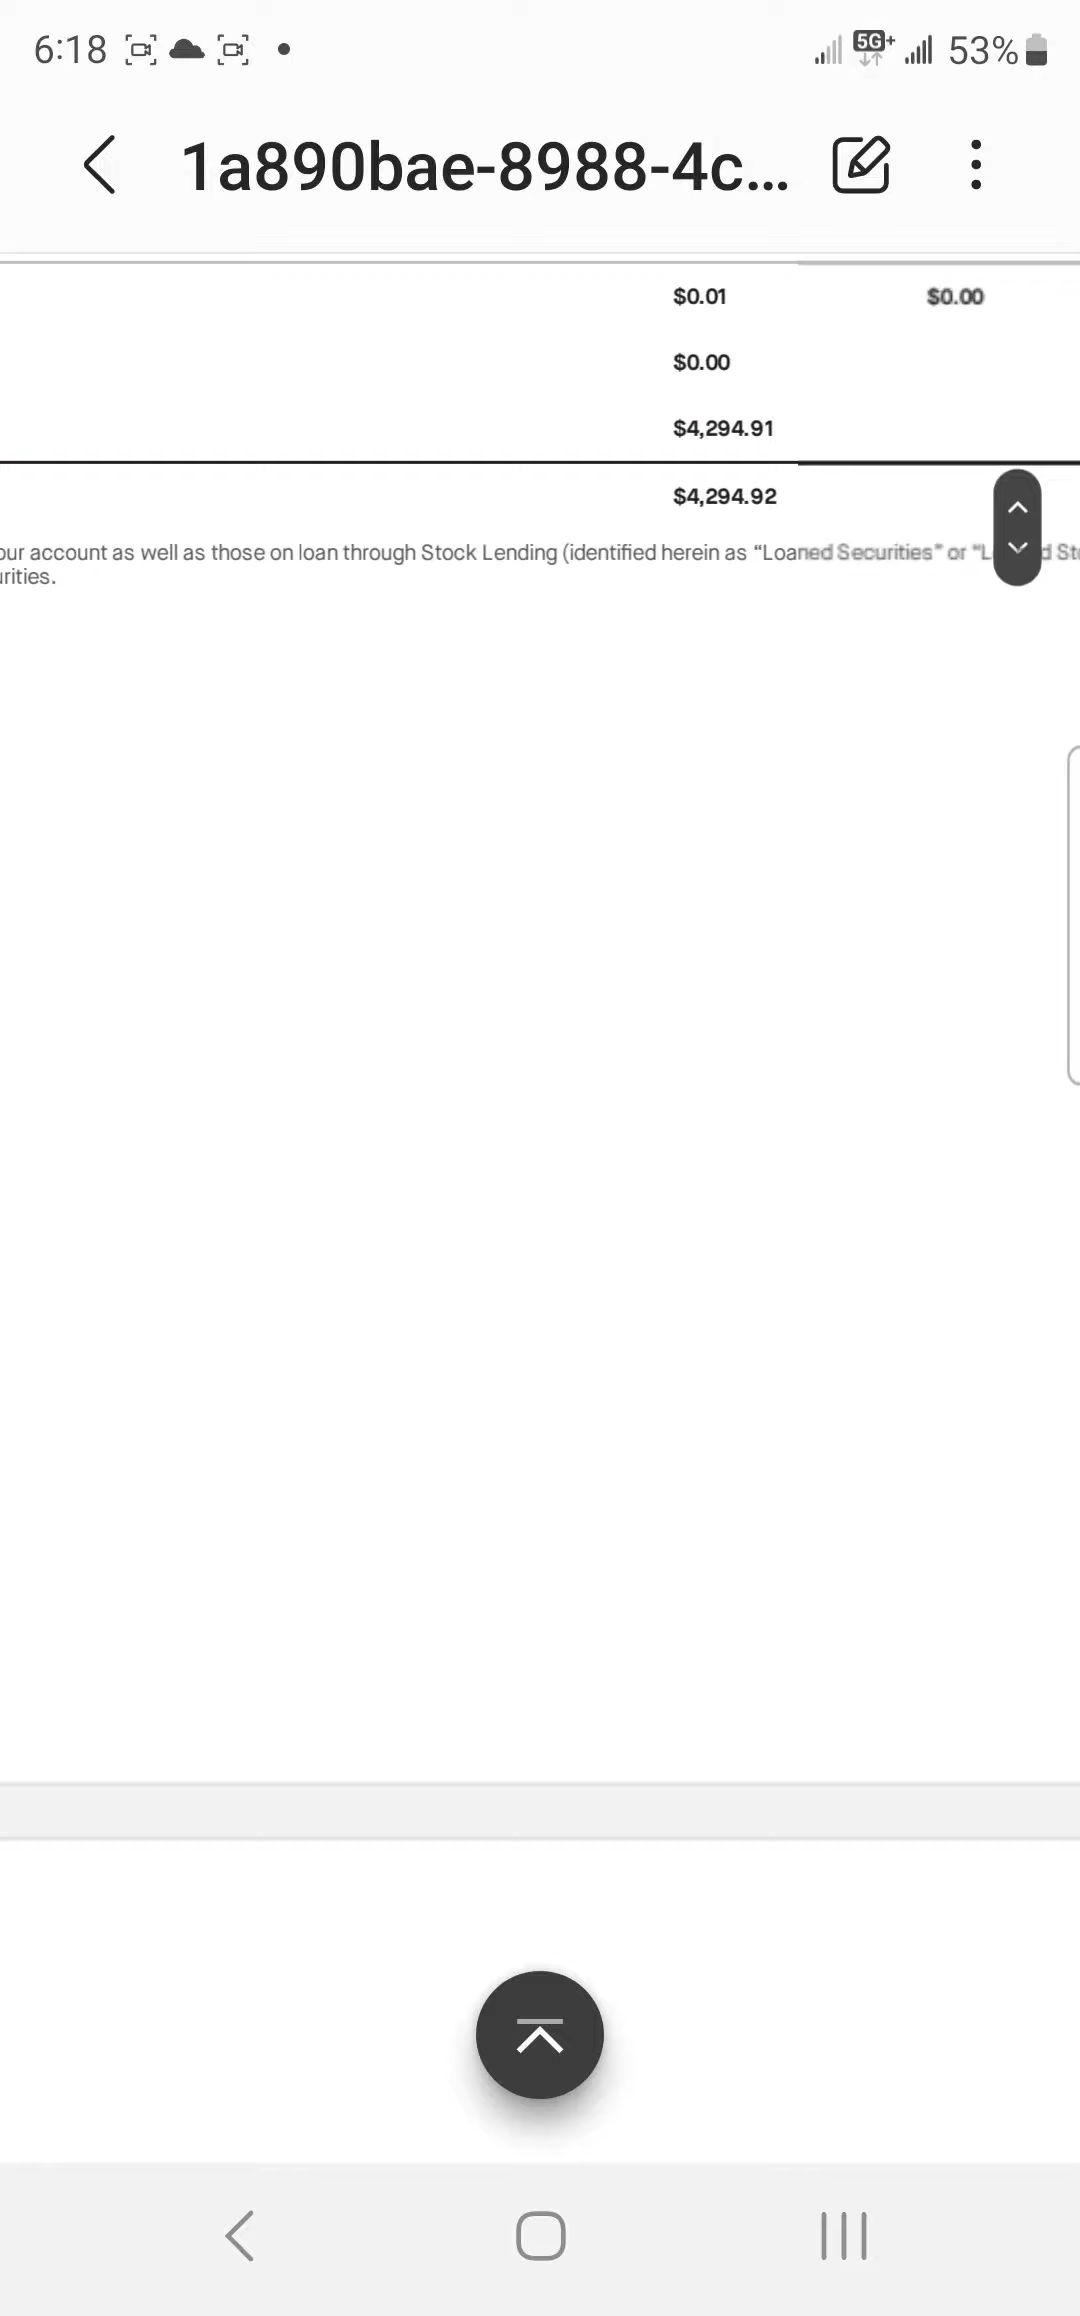 6:18 5G+ 53%
1a890bae-8988-4c...
$0.01 $0.00
$0.00
$4,294.91
$4,294.92
our account as well as those on loan through Stock Lending (identified herein as “Loaned Securities” or “L
urities.